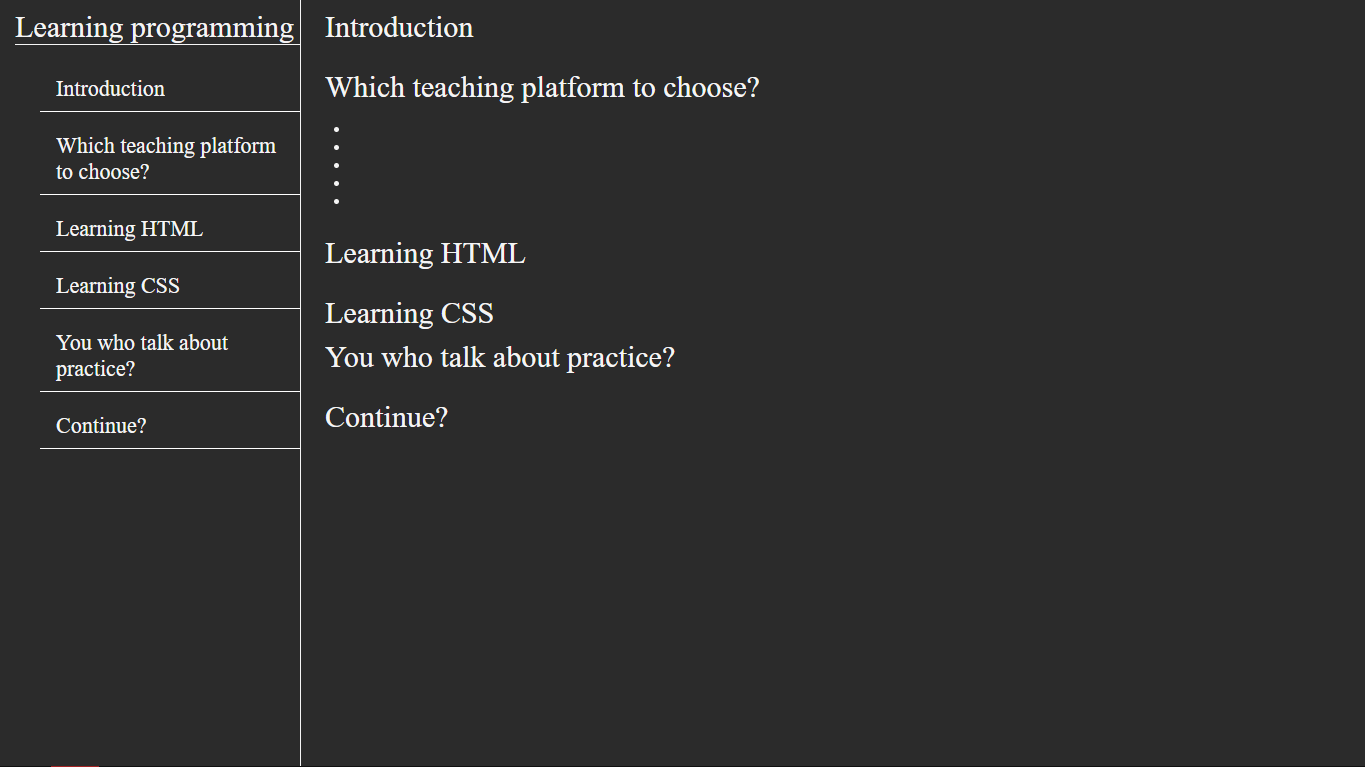 Learning programming
Introduction
Which teaching platform
to choose?
Learning HTML
Learning CSS
You who talk about
practice?
Continue?
Introduction
Which teaching platform to choose?
Learning HTML
Learning CSS
You who talk about practice?
Continue?